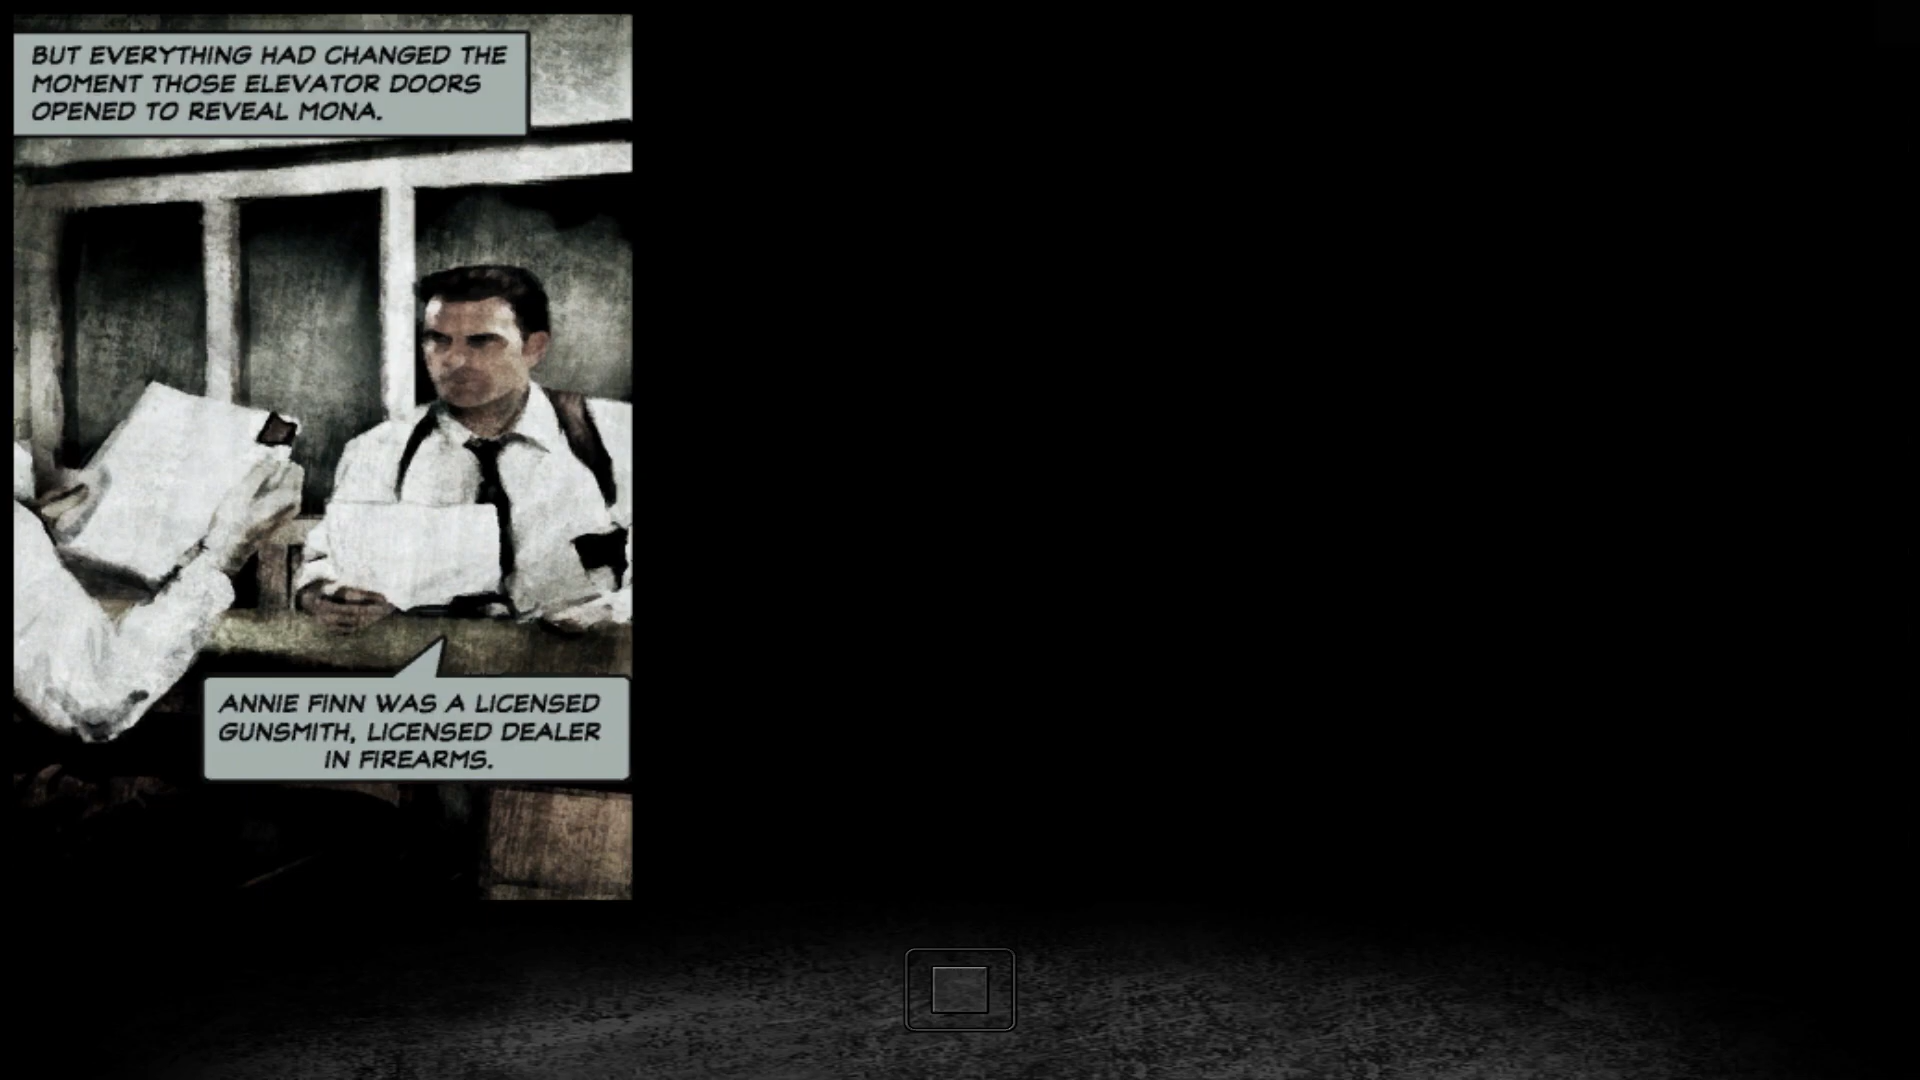 BUT EVERYTHING HAD CHANGED THE
MOMENT THOSE ELEVATOR DOORS
OPENED TO REVEAL MONA.
ANNIE FINN WAS A LICENSED
GUNSMITH, LICENSED DEALER
IN FIREARMS.